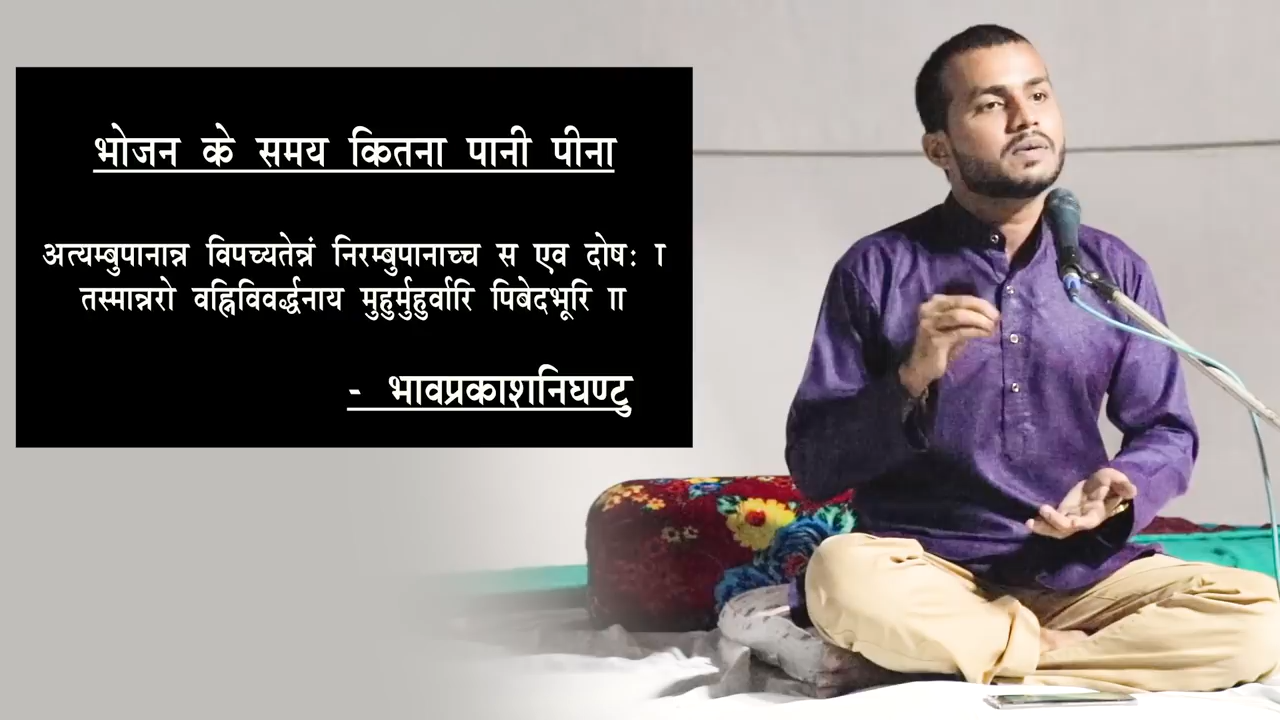 भोजन के समय कितना पानी पीना
अत्यम्बुपानान्न विपच्यतेन्नं निरम्बुपानाच्च स एव दोषः ।
तस्मान्नरो वह्निविवर्द्धनाय मुहुर्मुहुर्वारि पिबेदभूरि ॥
- भावप्रकाशनिघण्टु